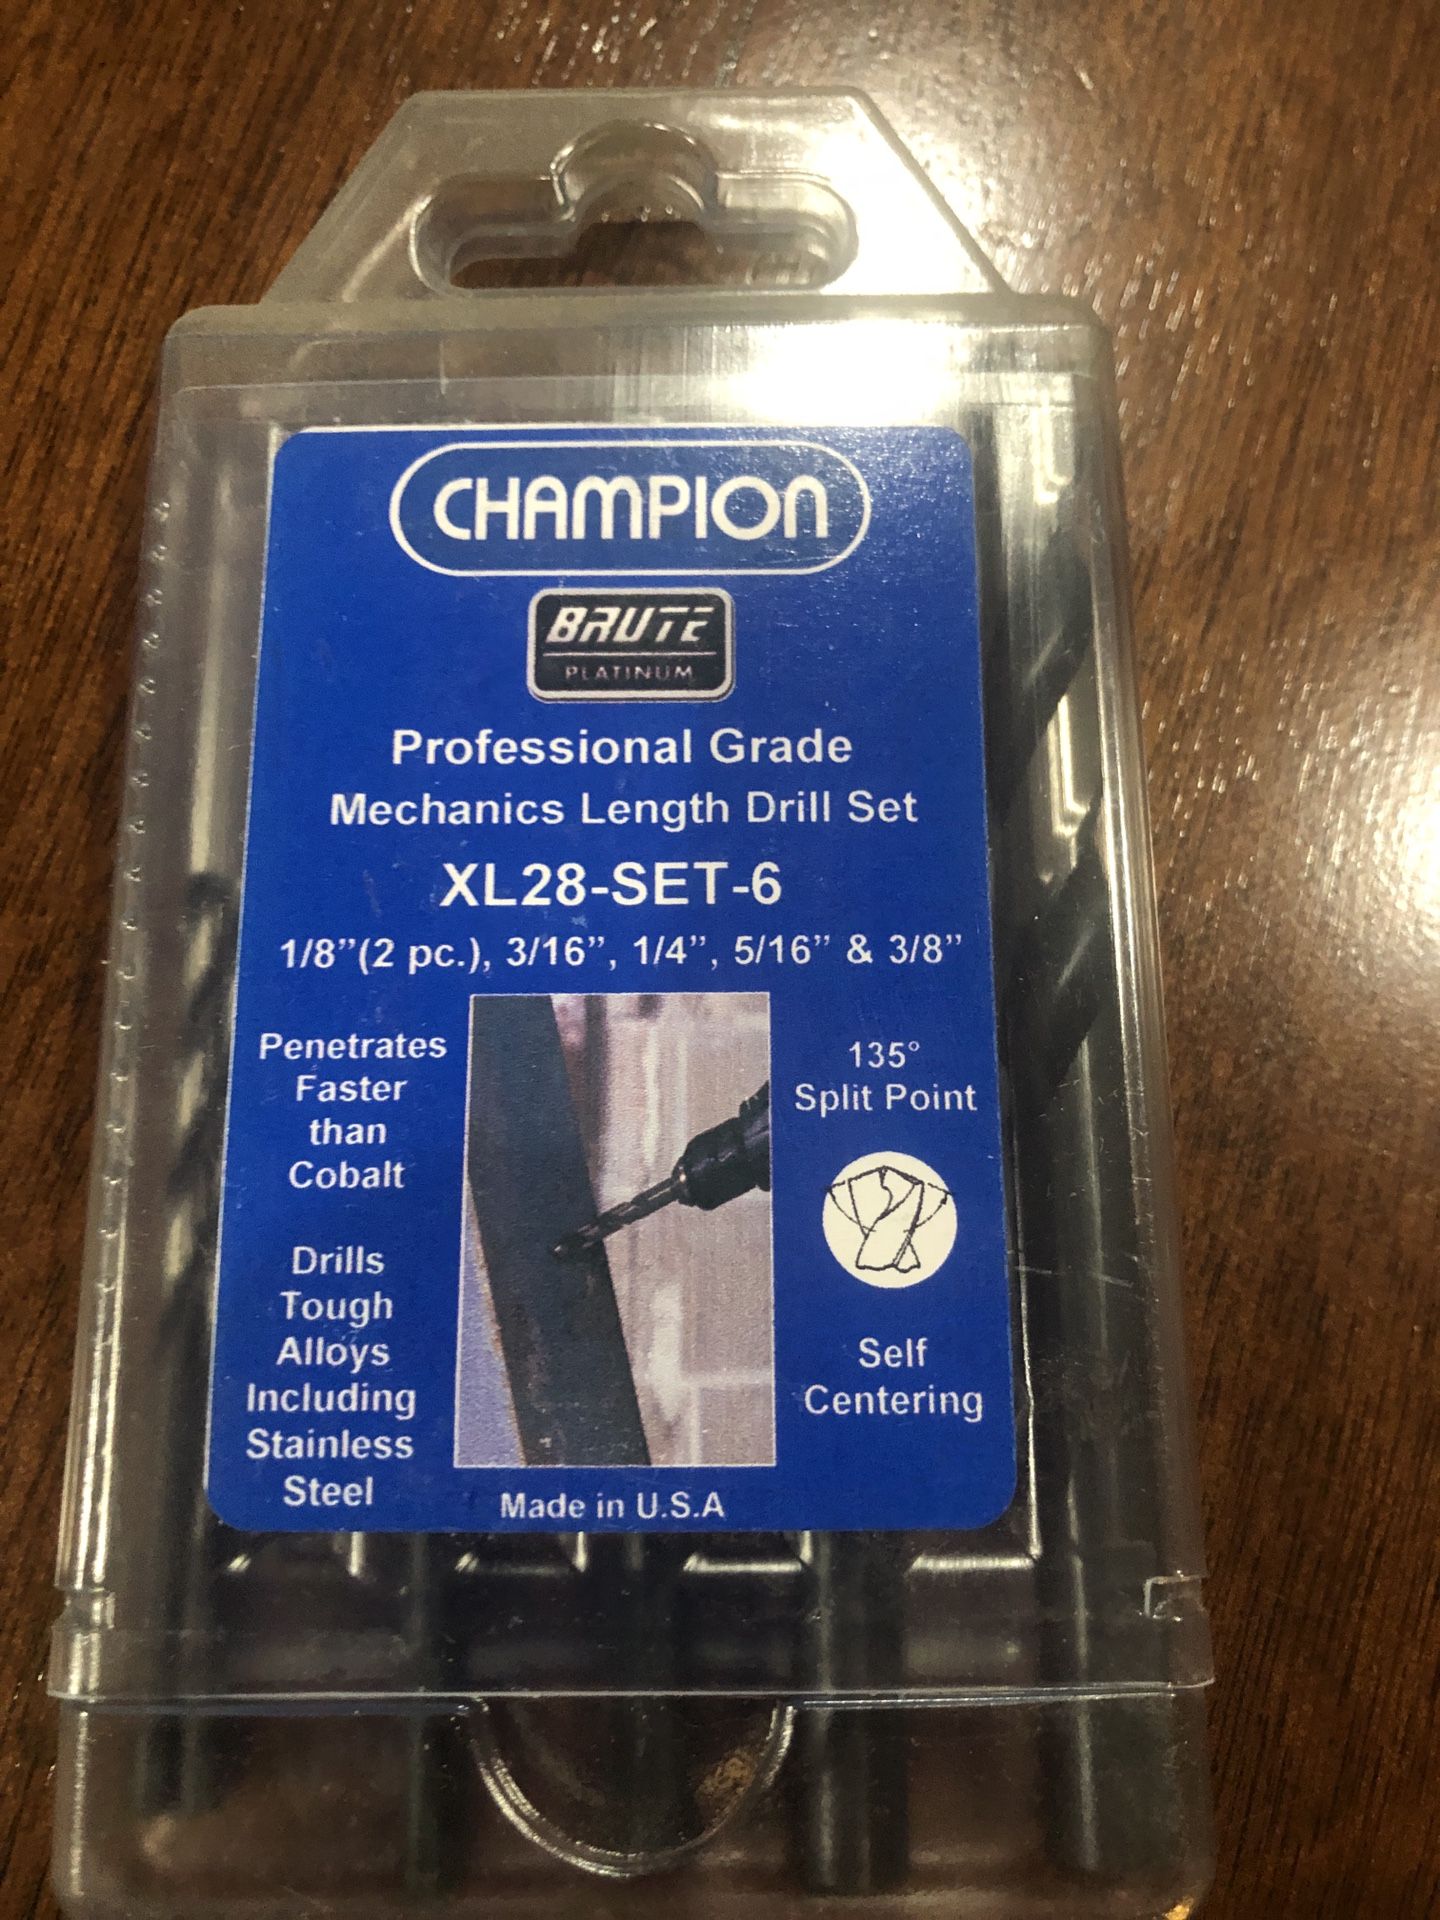 CHAMPION
BRUTE
PLATINUM
Professional Grade
Mechanics Length Drill Set
XL28-SET-6
1/8”(2 pc.), 3/16”, 1/4”, 5/16” & 3/8”
Penetrates
Faster
than
Cobalt
Drills
Tough
Alloys
Including
Stainless
Steel
135°
Split Point
Self
Centering
Made in U.S.A